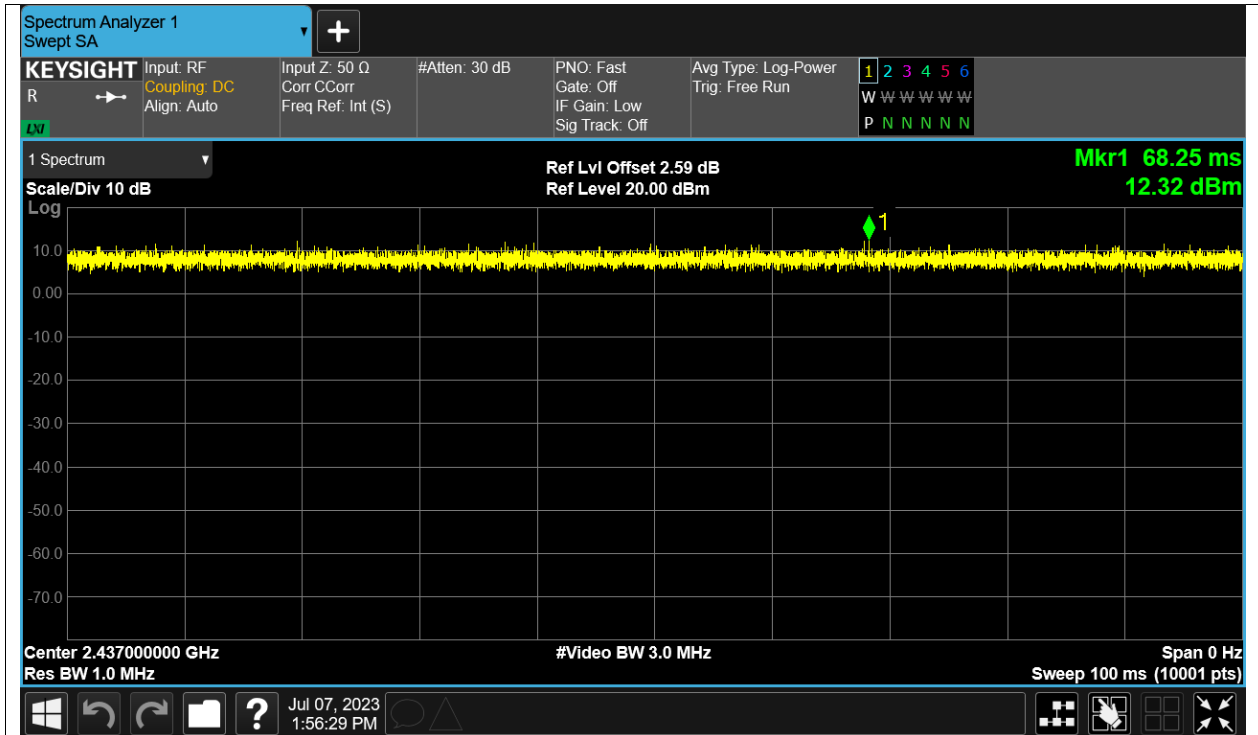 Spectrum Analyzer 1
Swept SA
▼
+
KEYSIGHT
R
LXI
Input: RF
Coupling: DC
Align: Auto
Input Z: 50 Ω
Corr CCorr
Freq Ref: Int (S)
#Atten: 30 dB
PNO: Fast
Gate: Off
IF Gain: Low
Sig Track: Off
Avg Type: Log-Power
Trig: Free Run
1 2 3 4 5 6
W W W W W W
P N N N N N
1 Spectrum ▼
Scale/Div 10 dB
Log
Ref Lvl Offset 2.59 dB
Ref Level 20.00 dBm
Mkr1 68.25 ms
12.32 dBm
1
10.0
0.00
-10.0
-20.0
-30.0
-40.0
-50.0
-60.0
-70.0
Center 2.437000000 GHz
Res BW 1.0 MHz
#Video BW 3.0 MHz
Span 0 Hz
Sweep 100 ms (10001 pts)
?
Jul 07, 2023
1:56:29 PM